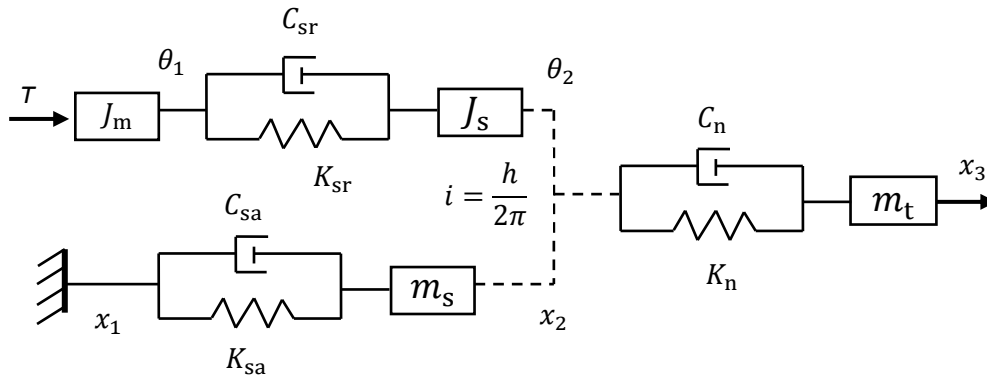 C_sr
θ_1
θ_2
T
J_m
J_s
K_sr
C_n
x_3
i = h/2π
m_t
C_sa
K_n
m_s
x_1
x_2
K_sa